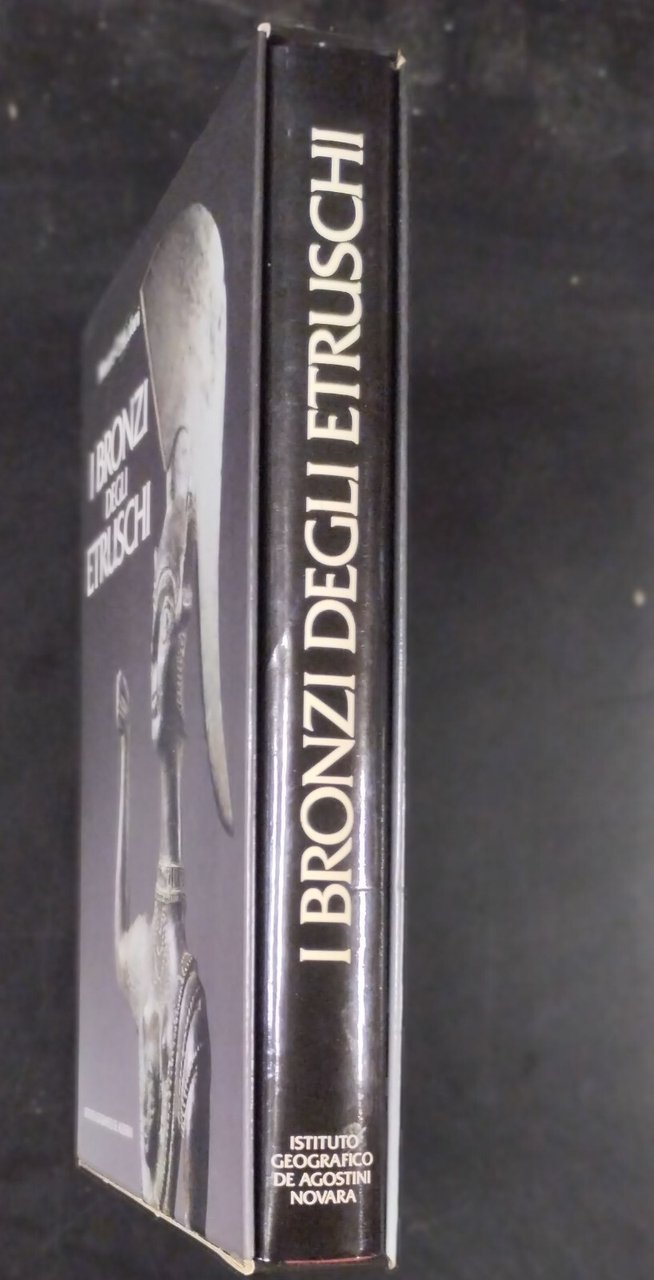 I BRONZI
DEGLI
ETRUSCHI
I BRONZI DEGLI ETRUSCHI
ISTITUTO
GEOGRAFICO
DE AGOSTINI
NOVARA